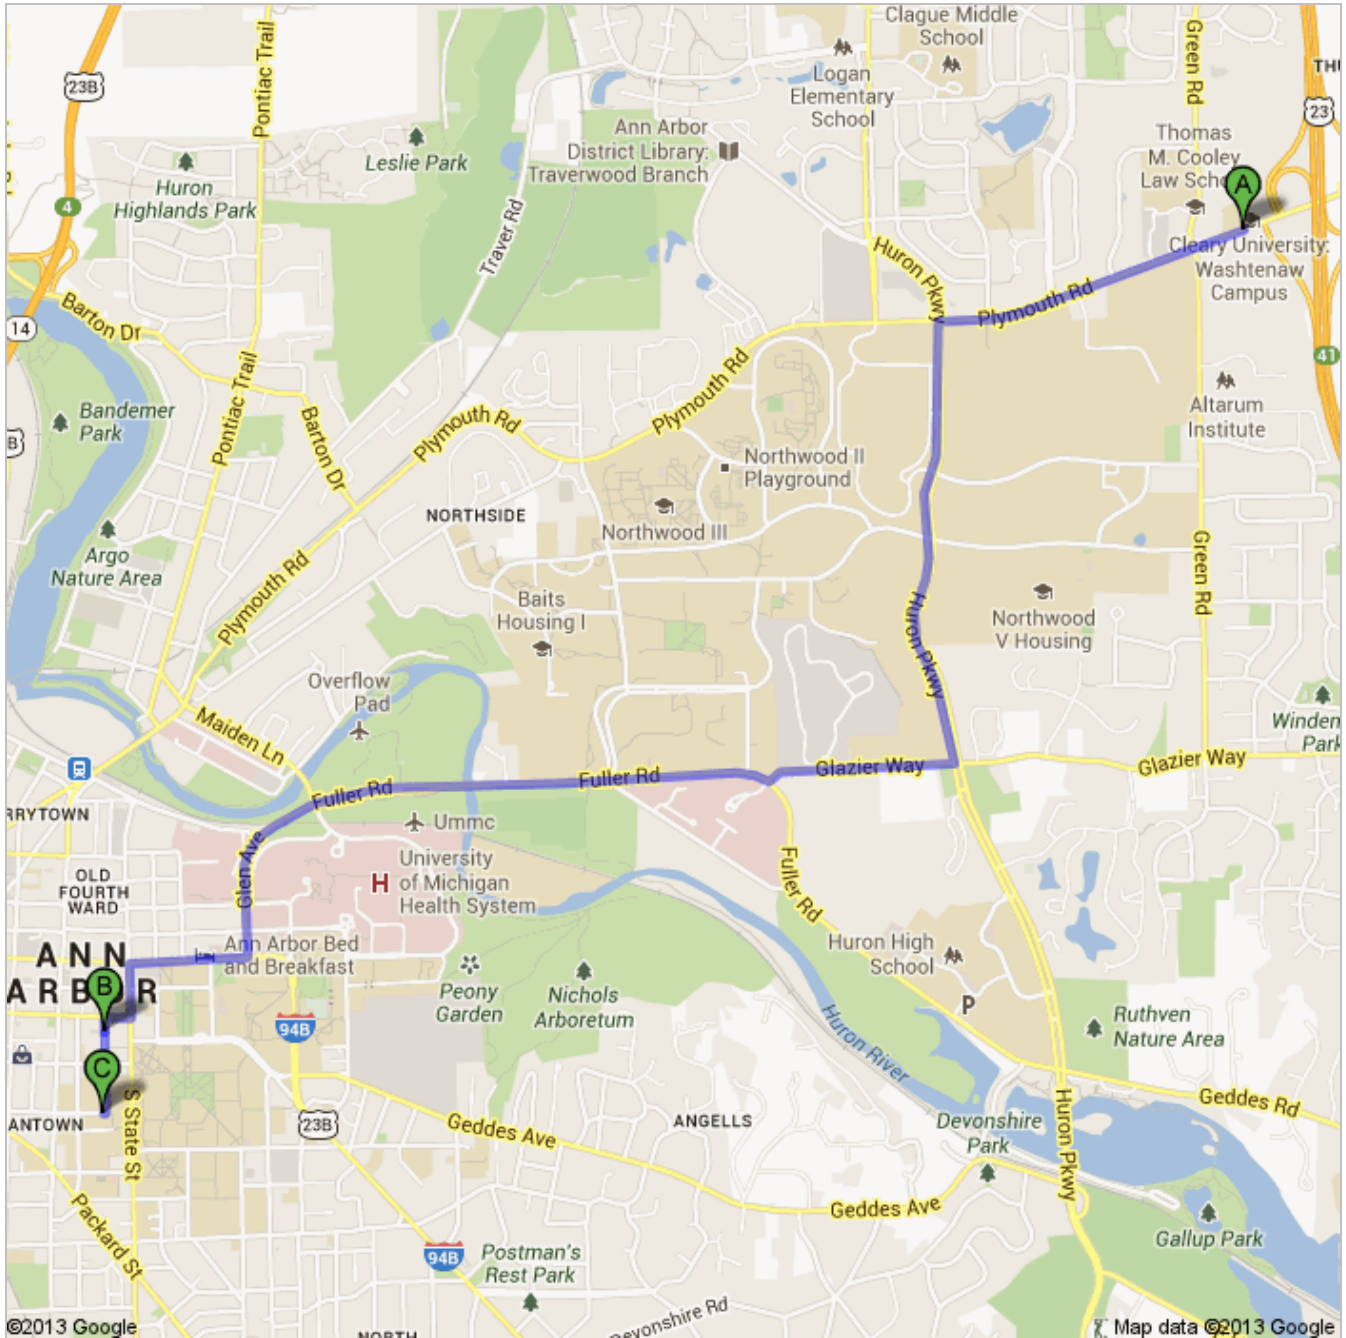 Clague Middle
School
Pontiac Trail
Green Rd
23B
Logan
Elementary
School
THU
23
Ann Arbor
District Library:
Traverwood Branch
Thomas
M. Cooley
Law Scho
Leslie Park
Huron
Highlands Park
A
4
Traver Rd
Huron Pkwy
Cleary University:
Washtenaw
Campus
Plymouth Rd
Barton Dr
14
41
Pontiac Trail
Plymouth Rd
Altarum
Institute
Bandemer
Park
Barton Dr
Plymouth Rd
B
Northwood II
Playground
NORTHSIDE
Northwood III
Argo
Nature Area
Plymouth Rd
Green Rd
Baits
Housing I
Huron Pkwy
Northwood
V Housing
Overflow
Pad
Maiden Ln
Winden
Park
Glazier Way
Glazier Way
Fuller Rd
Fuller Rd
RRYTOWN
Ummc
Glen Ave
University
of Michigan
Health System
H
Fuller Rd
OLD
FOURTH
WARD
Ann Arbor Bed
and Breakfast
ANN
ARBOR
B
Huron High
School
P
Peony
Garden
Nichols
Arboretum
94B
Ruthven
Nature Area
Huron River
C
S State St
Geddes Rd
ANTOWN
23B
Geddes Ave
ANGELLS
Devonshire
Park
Huron Pkwy
Geddes Ave
Packard St
Gallup Park
94B
Postman's
Rest Park
Devonshire Rd
NORTH
©2013 Google
Map data ©2013 Google